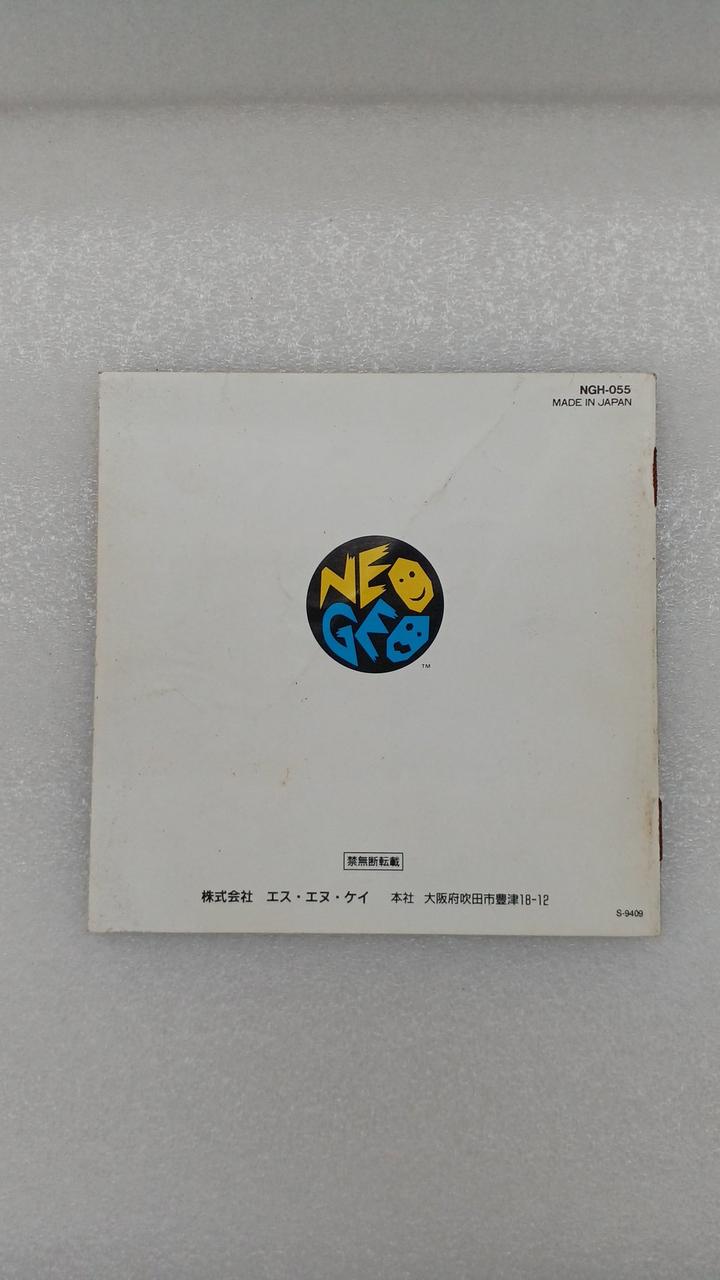 NGH-055
MADE IN JAPAN
NEO
GEO
TM
禁無断転載
株式会社 エス・エヌ・ケイ 本社 大阪府吹田市豊津18-12
S-9409